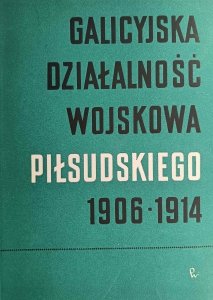 GALICYJSKA
DZIAŁALNOŚĆ
WOJSKOWA
PIŁSUDSKIEGO
1906-1914